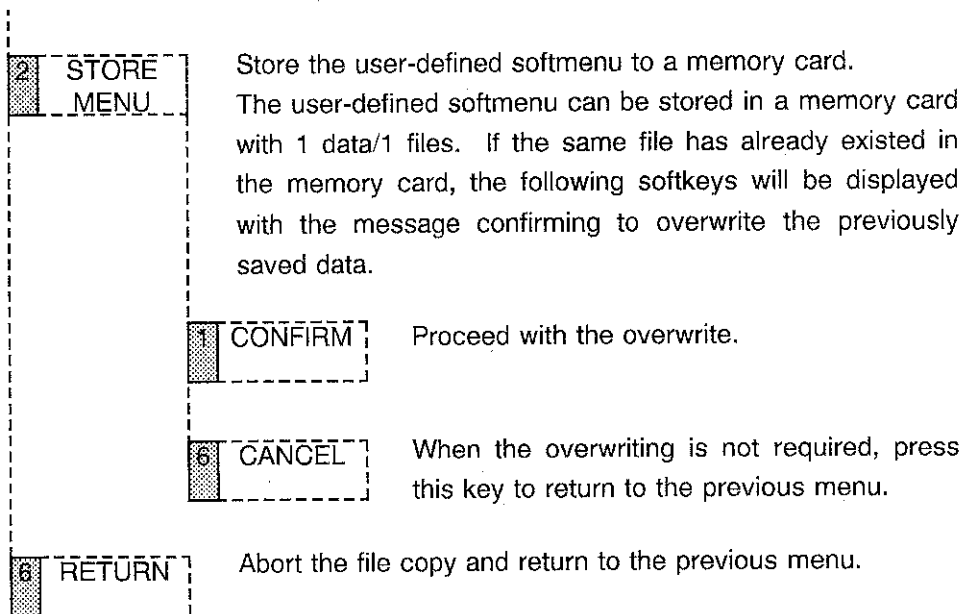 2 STORE MENU
Store the user-defined softmenu to a memory card.
The user-defined softmenu can be stored in a memory card
with 1 data/1 files. If the same file has already existed in
the memory card, the following softkeys will be displayed
with the message confirming to overwrite the previously
saved data.
1 CONFIRM
Proceed with the overwrite.
6 CANCEL
When the overwriting is not required, press
this key to return to the previous menu.
6 RETURN
Abort the file copy and return to the previous menu.